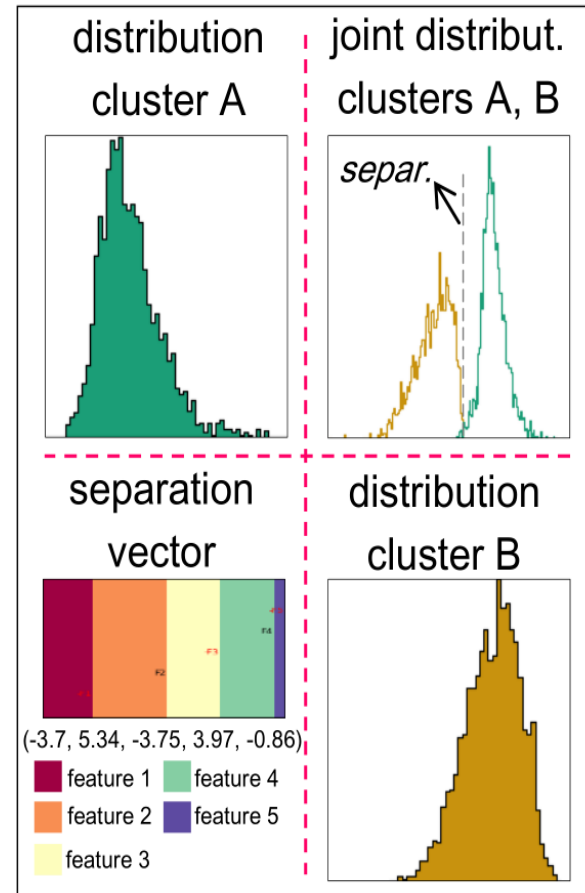 distribution
cluster A
joint distribut.
clusters A, B
separ.
separation
vector
F2
-F3
F4
(-3.7, 5.34, -3.75, 3.97, -0.86)
feature 1
feature 4
feature 2
feature 5
feature 3
distribution
cluster B